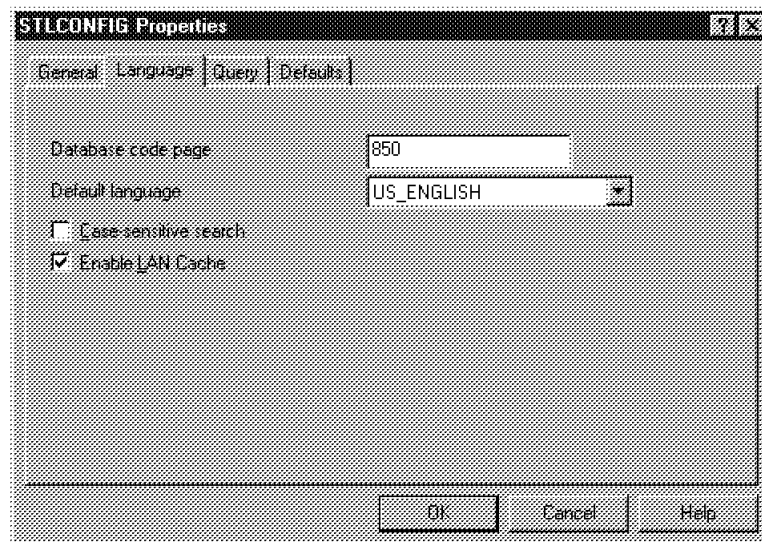 STLCONFIG Properties
General Language Query Defaults
Database code page 850
Default language US_ENGLISH
Case-sensitive search
Enable LAN Cache
OK Cancel Help